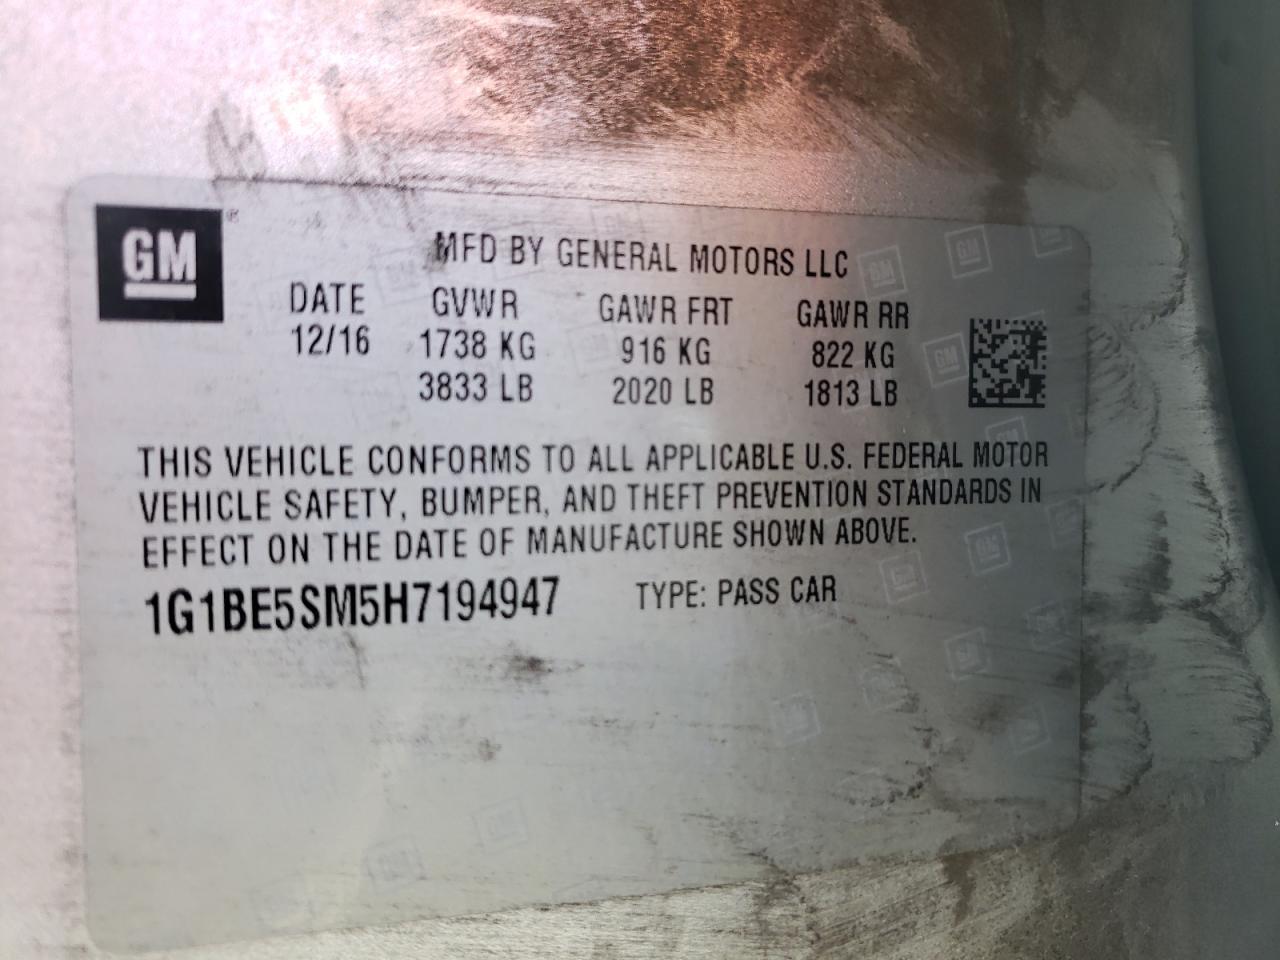 GM®
MFD BY GENERAL MOTORS LLC
DATE GVWR GAWR FRT GAWR RR
12/16 1738 KG 916 KG 822 KG
3833 LB 2020 LB 1813 LB
THIS VEHICLE CONFORMS TO ALL APPLICABLE U.S. FEDERAL MOTOR
VEHICLE SAFETY, BUMPER, AND THEFT PREVENTION STANDARDS IN
EFFECT ON THE DATE OF MANUFACTURE SHOWN ABOVE.
1G1BE5SM5H7194947 TYPE: PASS CAR